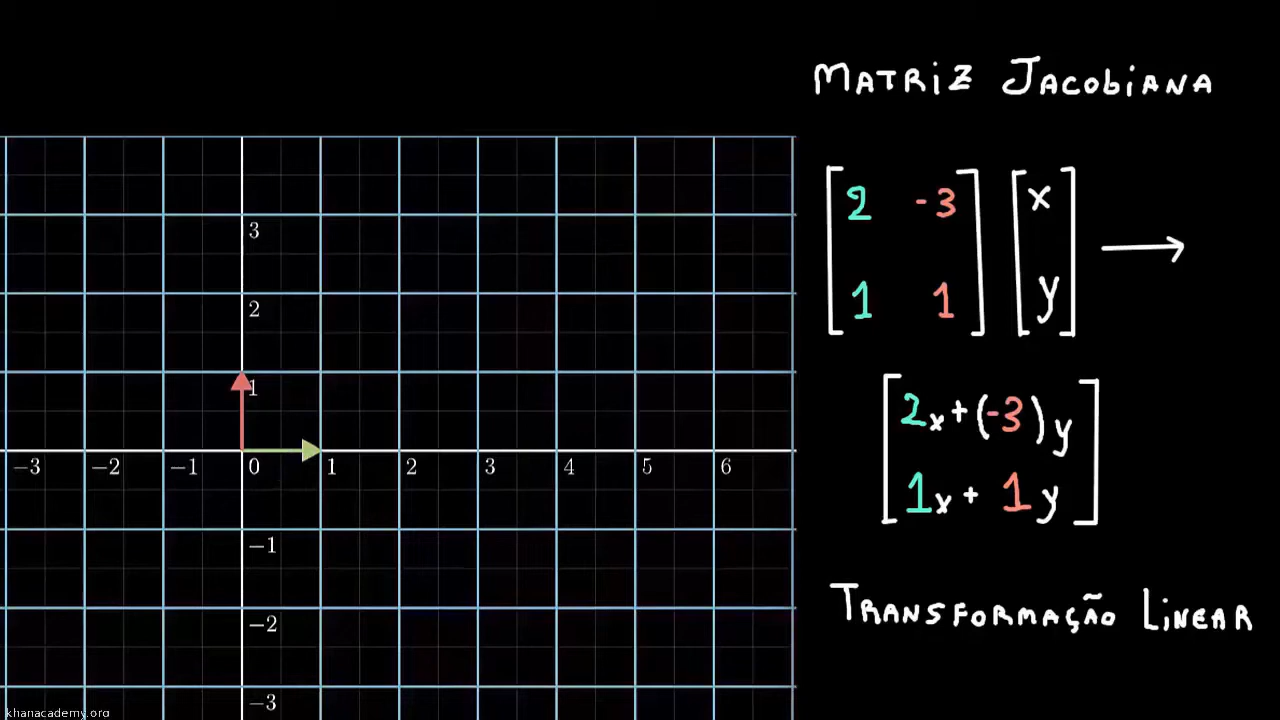 MATRIZ JACOBIANA
[2 -3] [x] →
[1 1] [y]
[2x+(-3)y]
[1x+ 1y]
TRANSFORMAÇÃO LINEAR
3
2
1
−3 −2 −1 0 1 2 3 4 5 6
−1
−2
−3
khanacademy.org